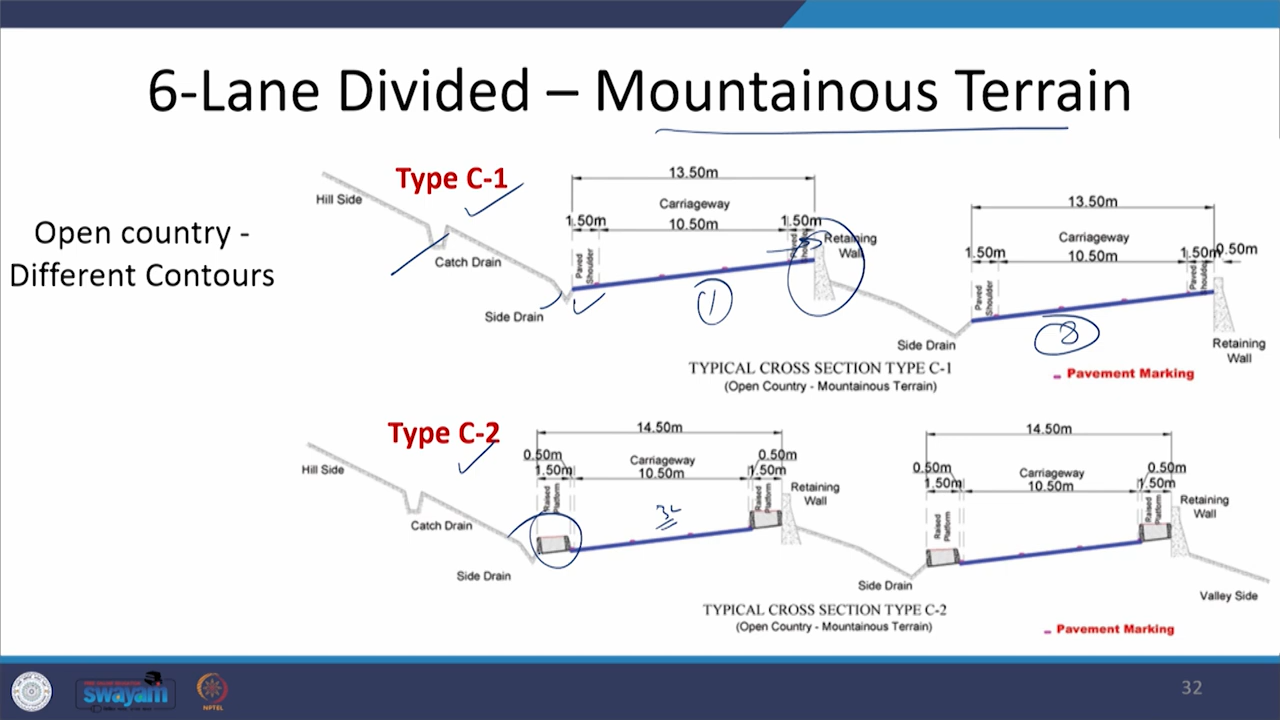 6-Lane Divided – Mountainous Terrain
Open country -
Different Contours
Type C-1
Hill Side
Catch Drain
Side Drain
13.50m
Carriageway
1.50m
10.50m
1.50m
Paved Shoulder
Retaining
Wall
①
13.50m
Carriageway
1.50m
10.50m
1.50m
0.50m
Paved Shoulder
Side Drain
Retaining
Wall
TYPICAL CROSS SECTION TYPE C-1
(Open Country - Mountainous Terrain)
Pavement Marking
Type C-2
Hill Side
Catch Drain
Side Drain
14.50m
0.50m
Carriageway
0.50m
1.50m
10.50m
1.50m
Raised Platform
Raised Platform
Retaining
Wall
14.50m
0.50m
Carriageway
0.50m
1.50m
10.50m
1.50m
Raised Platform
Raised Platform
Retaining
Wall
Side Drain
Valley Side
TYPICAL CROSS SECTION TYPE C-2
(Open Country - Mountainous Terrain)
Pavement Marking
swayam
NPTEL
32